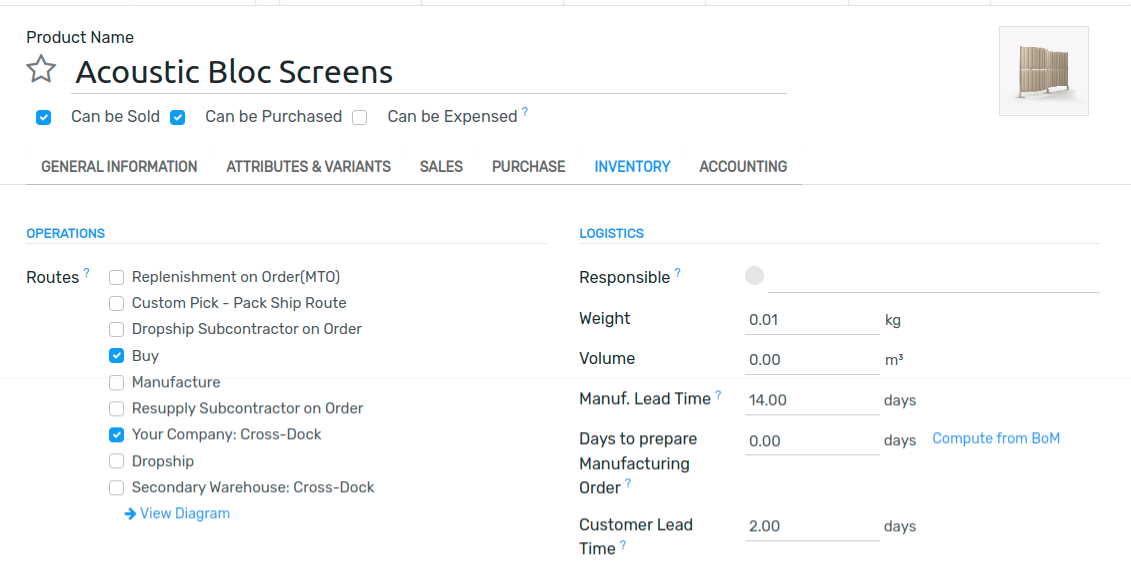 Product Name
Acoustic Bloc Screens
Can be Sold Can be Purchased Can be Expensed ?
GENERAL INFORMATION ATTRIBUTES & VARIANTS SALES PURCHASE INVENTORY ACCOUNTING
OPERATIONS
Routes ?
Replenishment on Order(MTO)
Custom Pick - Pack Ship Route
Dropship Subcontractor on Order
Buy
Manufacture
Resupply Subcontractor on Order
Your Company: Cross-Dock
Dropship
Secondary Warehouse: Cross-Dock
View Diagram
LOGISTICS
Responsible ?
Weight 0.01 kg
Volume 0.00 m³
Manuf. Lead Time ? 14.00 days
Days to prepare 0.00 days Compute from BoM
Manufacturing
Order ?
Customer Lead 2.00 days
Time ?